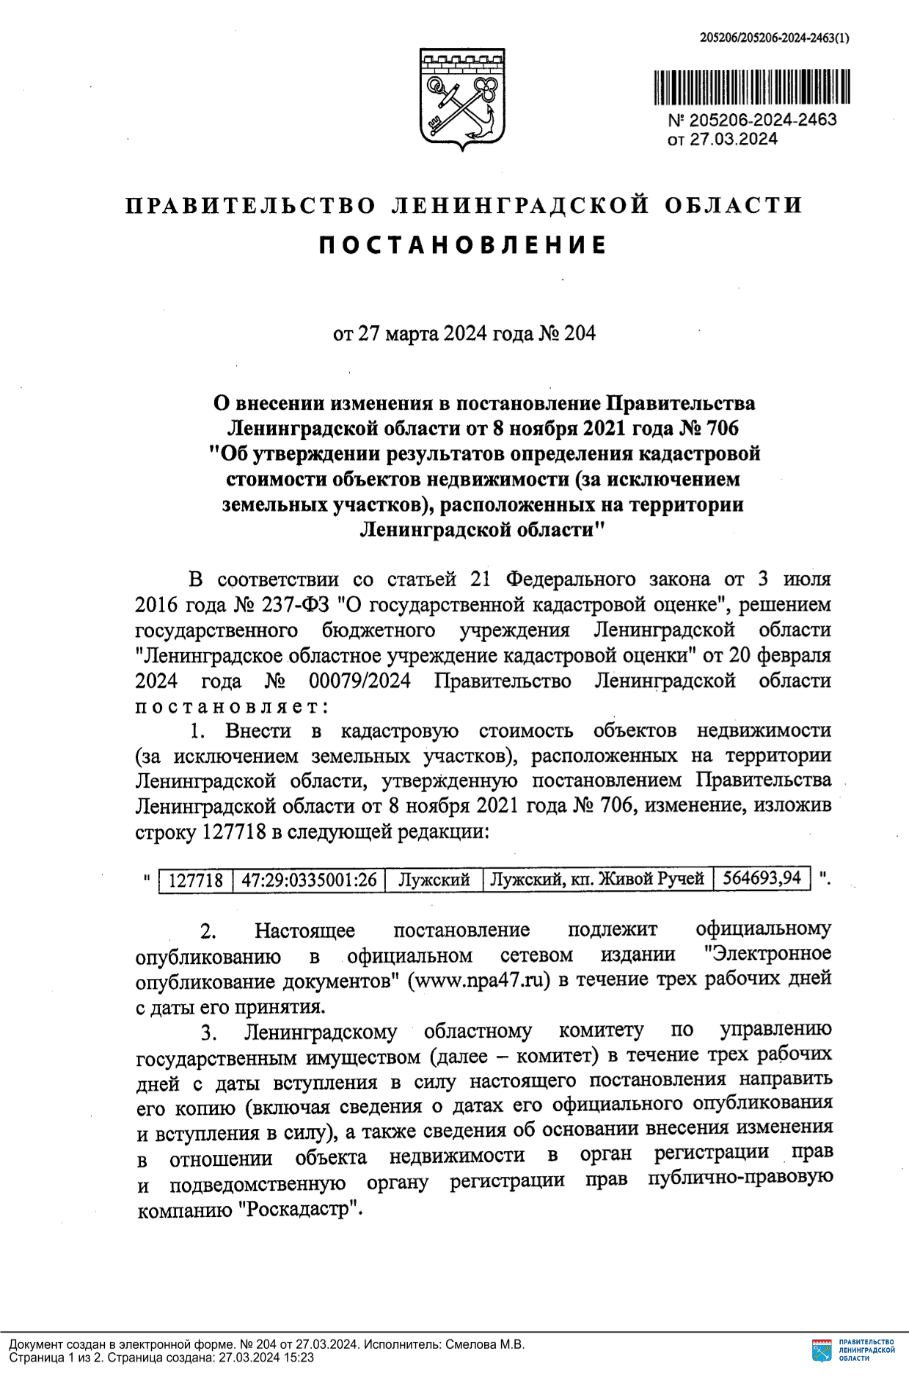 205206/205206-2024-2463(1)
№ 205206-2024-2463
от 27.03.2024
ПРАВИТЕЛЬСТВО ЛЕНИНГРАДСКОЙ ОБЛАСТИ
ПОСТАНОВЛЕНИЕ
от 27 марта 2024 года № 204
О внесении изменения в постановление Правительства
Ленинградской области от 8 ноября 2021 года № 706
"Об утверждении результатов определения кадастровой
стоимости объектов недвижимости (за исключением
земельных участков), расположенных на территории
Ленинградской области"
В соответствии со статьей 21 Федерального закона от 3 июля
2016 года № 237-ФЗ "О государственной кадастровой оценке", решением
государственного бюджетного учреждения Ленинградской области
"Ленинградское областное учреждение кадастровой оценки" от 20 февраля
2024 года № 00079/2024 Правительство Ленинградской области
постановляет:
1. Внести в кадастровую стоимость объектов недвижимости
(за исключением земельных участков), расположенных на территории
Ленинградской области, утвержденную постановлением Правительства
Ленинградской области от 8 ноября 2021 года № 706, изменение, изложив
строку 127718 в следующей редакции:
" 127718 47:29:0335001:26 Лужский Лужский, кп. Живой Ручей 564693,94 ".
2. Настоящее постановление подлежит официальному
опубликованию в официальном сетевом издании "Электронное
опубликование документов" (www.npa47.ru) в течение трех рабочих дней
с даты его принятия.
3. Ленинградскому областному комитету по управлению
государственным имуществом (далее – комитет) в течение трех рабочих
дней с даты вступления в силу настоящего постановления направить
его копию (включая сведения о датах его официального опубликования
и вступления в силу), а также сведения об основании внесения изменения
в отношении объекта недвижимости в орган регистрации прав
и подведомственную органу регистрации прав публично-правовую
компанию "Роскадастр".
Документ создан в электронной форме. № 204 от 27.03.2024. Исполнитель: Смелова М.В.
Страница 1 из 2. Страница создана: 27.03.2024 15:23
ПРАВИТЕЛЬСТВО
ЛЕНИНГРАДСКОЙ
ОБЛАСТИ